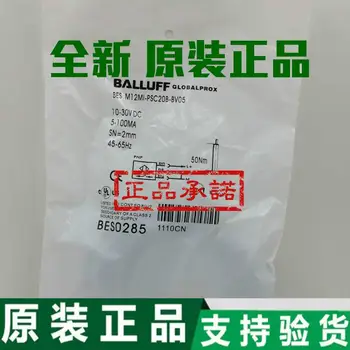 全新 原装正品
BALLUFF GLOBALPROX
BES M12MI-PSC20B-BV05
10-30V DC
5-100MA
SN=2mm
45-65Hz
PNP
50Nm
正品承諾
BES0285
1110CN
原装正品 支持验货